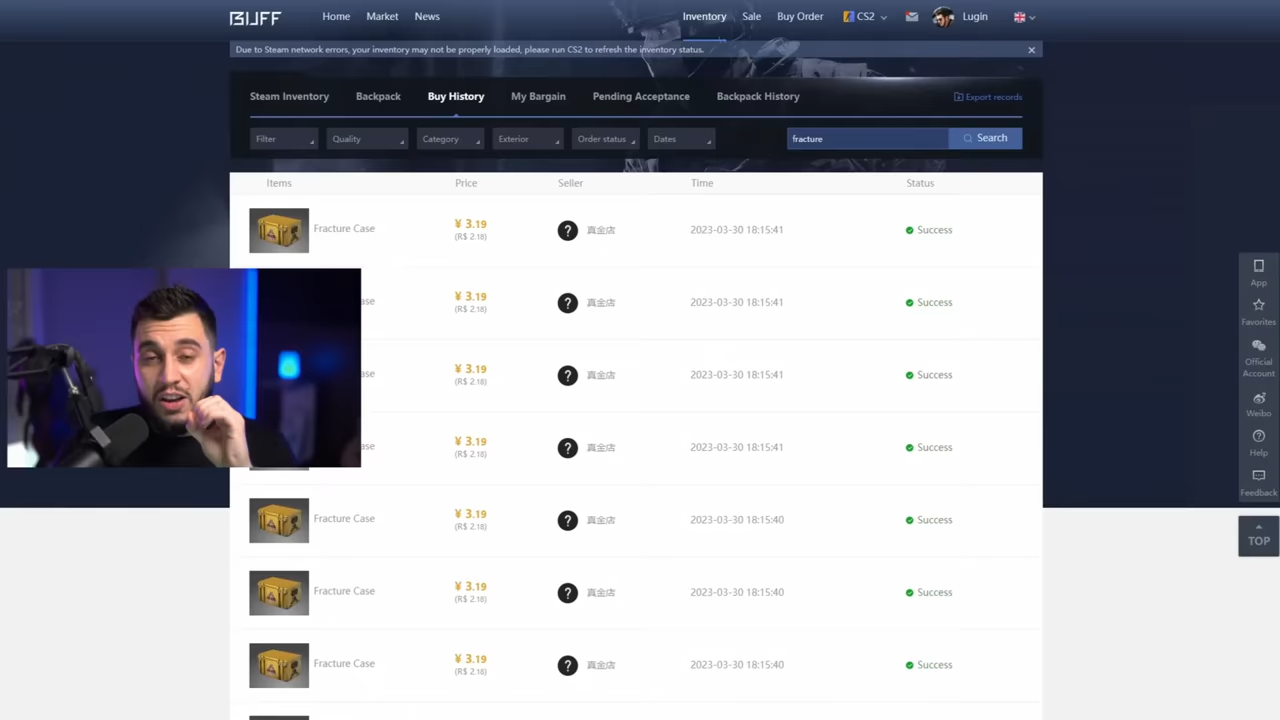 BUFF
Home Market News
Inventory Sale Buy Order CS2 Lugin
Due to Steam network errors, your inventory may not be properly loaded, please run CS2 to refresh the inventory status.
Steam Inventory Backpack Buy History My Bargain Pending Acceptance Backpack History Export records
Filter Quality Category Exterior Order status Dates fracture Search
Items Price Seller Time Status
Fracture Case ¥ 3.19 (R$ 2.18) ? 真金店 2023-03-30 18:15:41 Success
ase ¥ 3.19 (R$ 2.18) ? 真金店 2023-03-30 18:15:41 Success
ase ¥ 3.19 (R$ 2.18) ? 真金店 2023-03-30 18:15:41 Success
ase ¥ 3.19 (R$ 2.18) ? 真金店 2023-03-30 18:15:41 Success
Fracture Case ¥ 3.19 (R$ 2.18) ? 真金店 2023-03-30 18:15:40 Success
Fracture Case ¥ 3.19 (R$ 2.18) ? 真金店 2023-03-30 18:15:40 Success
Fracture Case ¥ 3.19 (R$ 2.18) ? 真金店 2023-03-30 18:15:40 Success
App
Favorites
Official
Account
Weibo
Help
Feedback
TOP